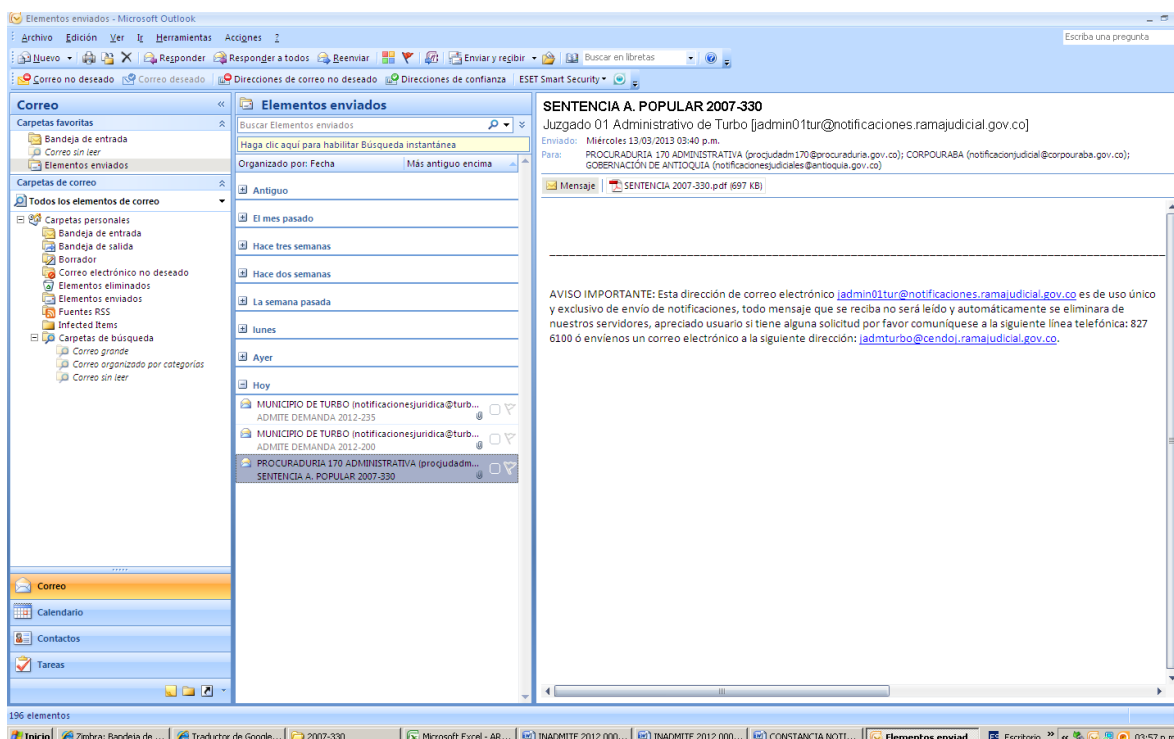 Elementos enviados - Microsoft Outlook
Archivo Edición Ver Ir Herramientas Acciones ?
Escriba una pregunta
Nuevo Responder Responder a todos Reenviar Enviar y recibir Buscar en libretas
Correo no deseado Correo deseado Direcciones de correo no deseado Direcciones de confianza ESET Smart Security
Correo
Carpetas favoritas
Bandeja de entrada
Correo sin leer
Elementos enviados
Carpetas de correo
Todos los elementos de correo
Carpetas personales
Bandeja de entrada
Bandeja de salida
Borrador
Correo electrónico no deseado
Elementos eliminados
Elementos enviados
Fuentes RSS
Infected Items
Carpetas de búsqueda
Correo grande
Correo organizado por categorías
Correo sin leer
Correo
Calendario
Contactos
Tareas
Elementos enviados
Buscar Elementos enviados
Haga clic aquí para habilitar Búsqueda instantánea
Organizado por: Fecha Más antiguo encima
Antiguo
El mes pasado
Hace tres semanas
Hace dos semanas
La semana pasada
lunes
Ayer
Hoy
MUNICIPIO DE TURBO (notificacionesjuridica@turb...
ADMITE DEMANDA 2012-235
MUNICIPIO DE TURBO (notificacionesjuridica@turb...
ADMITE DEMANDA 2012-200
PROCURADURIA 170 ADMINISTRATIVA (procjudadm...
SENTENCIA A. POPULAR 2007-330
SENTENCIA A. POPULAR 2007-330
Juzgado 01 Administrativo de Turbo [jadmin01tur@notificaciones.ramajudicial.gov.co]
Enviado: Miércoles 13/03/2013 03:40 p.m.
Para: PROCURADURIA 170 ADMINISTRATIVA (procjudadm170@procuraduria.gov.co); CORPOURABA (notificacionjudicial@corpouraba.gov.co);
GOBERNACIÓN DE ANTIOQUIA (notificacionesjudiciales@antioquia.gov.co)
Mensaje SENTENCIA 2007-330.pdf (697 KB)
AVISO IMPORTANTE: Esta dirección de correo electrónico jadmin01tur@notificaciones.ramajudicial.gov.co es de uso único
y exclusivo de envío de notificaciones, todo mensaje que se reciba no será leído y automáticamente se eliminara de
nuestros servidores, apreciado usuario si tiene alguna solicitud por favor comuníquese a la siguiente línea telefónica: 827
6100 ó envíenos un correo electrónico a la siguiente dirección: jadmturbo@cendoj.ramajudicial.gov.co.
196 elementos
Inicio Zimbra: Bandeja de ... Traductor de Google... 2007-330 Microsoft Excel - AR... INADMITE 2012 000... INADMITE 2012 000... CONSTANCIA NOTI... Elementos enviad... ES Escritorio 03:57 p.m.